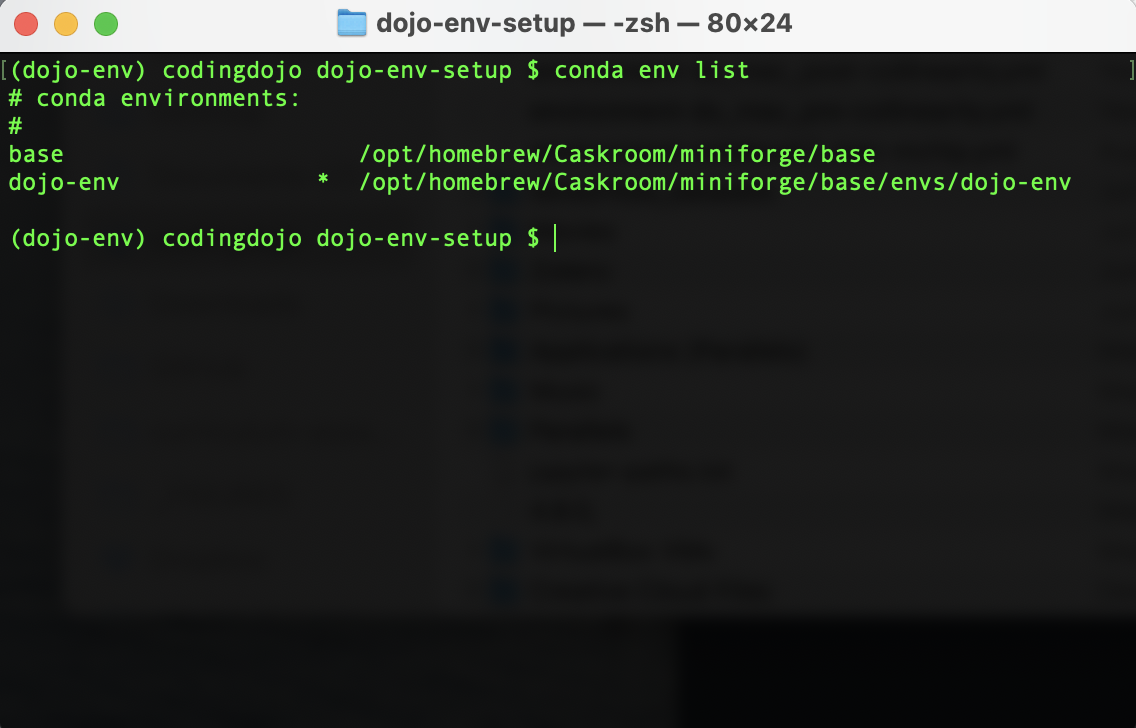 dojo-env-setup — -zsh — 80×24
[(dojo-env) codingdojo dojo-env-setup $ conda env list ]
# conda environments:
#
base                     /opt/homebrew/Caskroom/miniforge/base
dojo-env              *  /opt/homebrew/Caskroom/miniforge/base/envs/dojo-env
(dojo-env) codingdojo dojo-env-setup $